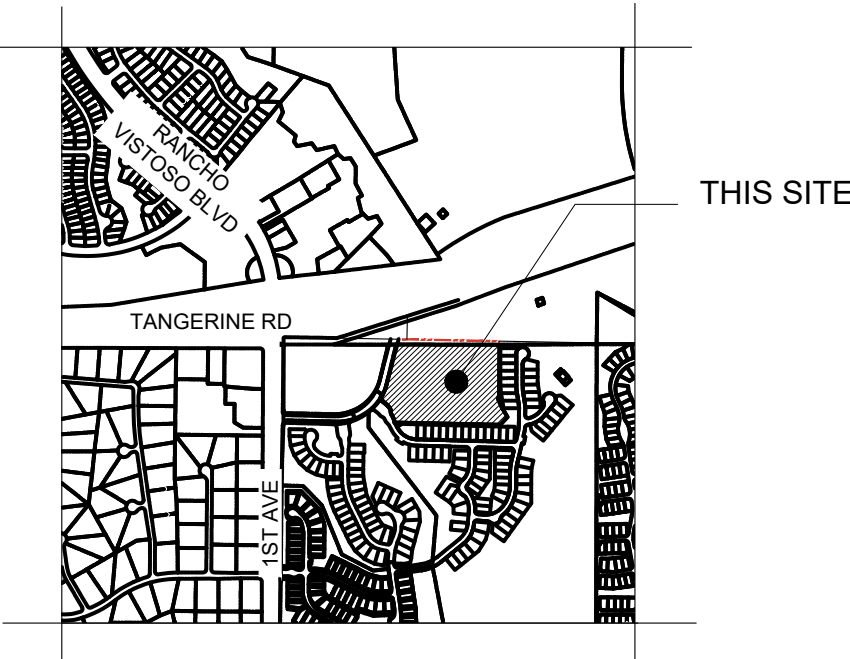 RANCHO
VISTOSO BLVD
THIS SITE
TANGERINE RD
1ST AVE